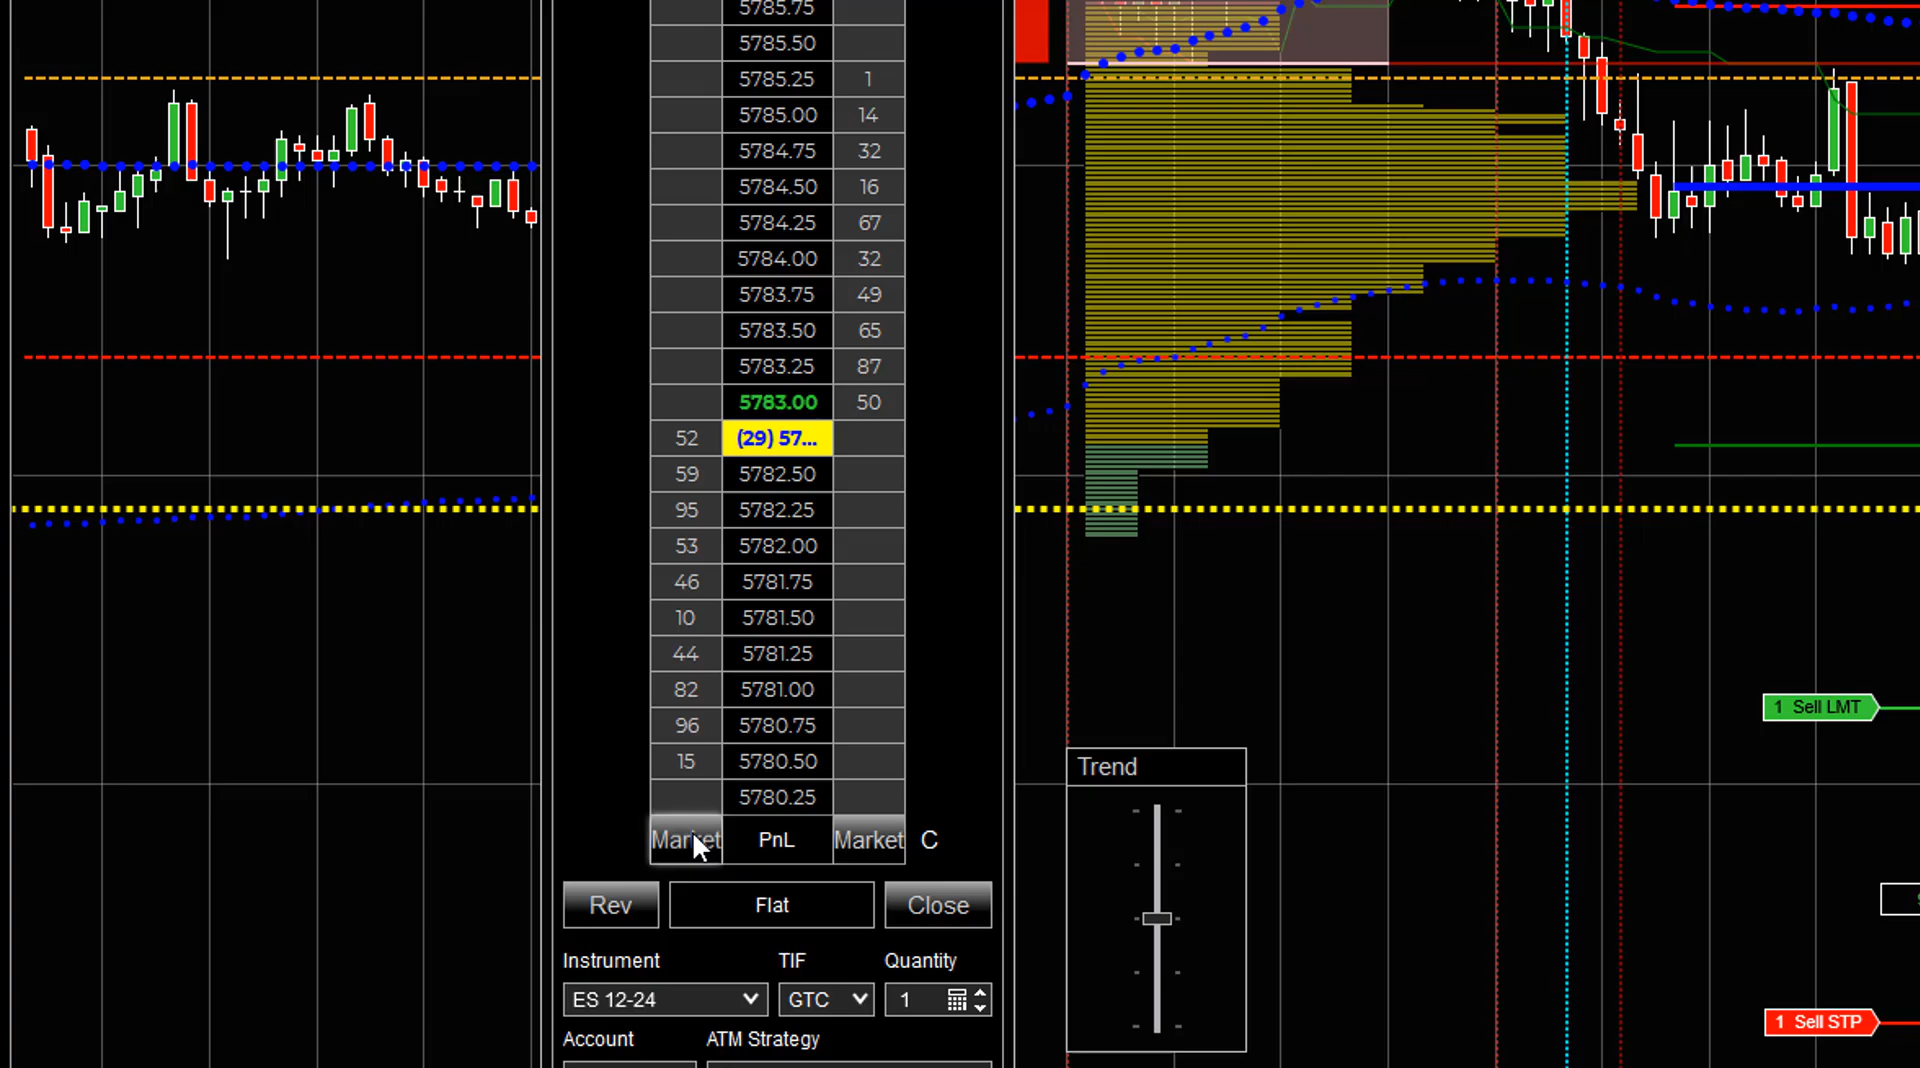 5785.75
5785.50
5785.25 1
5785.00 14
5784.75 32
5784.50 16
5784.25 67
5784.00 32
5783.75 49
5783.50 65
5783.25 87
5783.00 50
52 (29) 57...
59 5782.50
95 5782.25
53 5782.00
46 5781.75
10 5781.50
44 5781.25
82 5781.00
96 5780.75
15 5780.50
5780.25
Market PnL Market C
Rev Flat Close
Instrument TIF Quantity
ES 12-24 GTC 1
Account ATM Strategy
1 Sell LMT
Trend
1 Sell STP